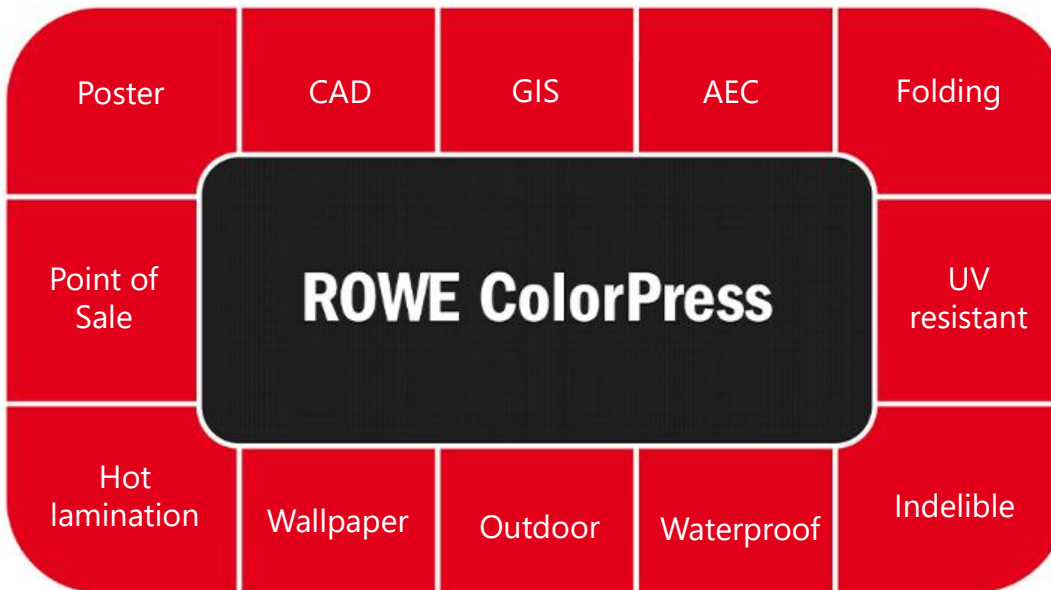 Poster
CAD
GIS
AEC
Folding
Point of
Sale
ROWE ColorPress
UV
resistant
Hot
lamination
Wallpaper
Outdoor
Waterproof
Indelible